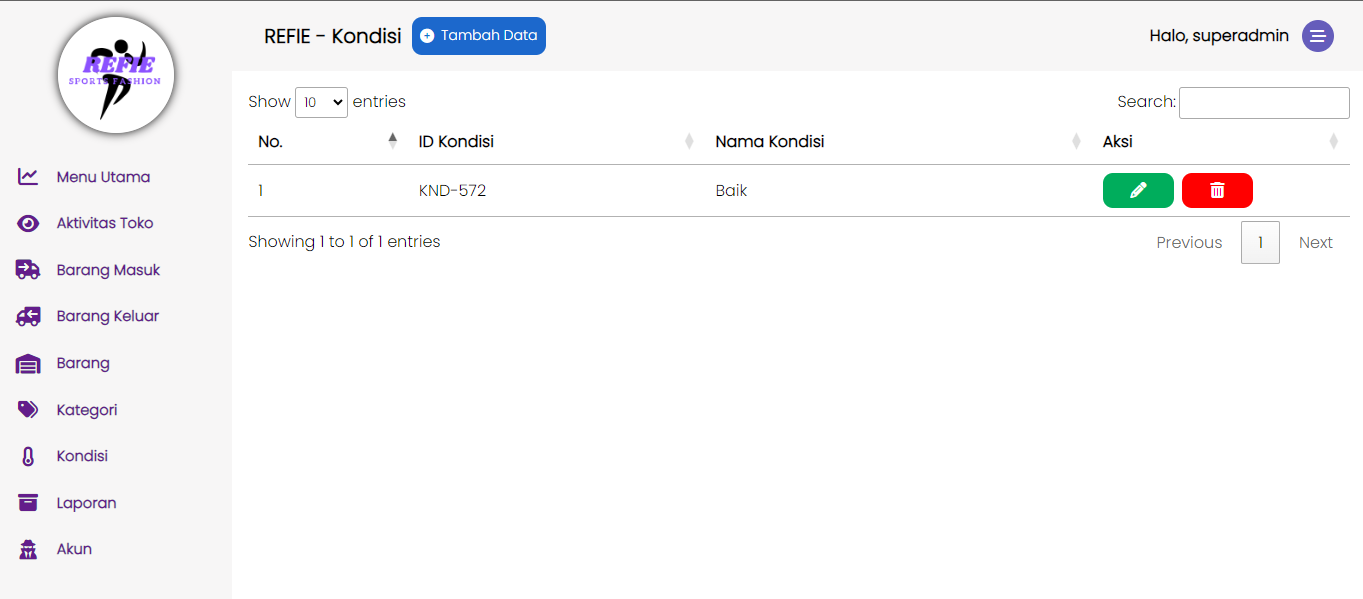 REFIE
SPORTS FASHION
Menu Utama
Aktivitas Toko
Barang Masuk
Barang Keluar
Barang
Kategori
Kondisi
Laporan
Akun
REFIE - Kondisi Tambah Data Halo, superadmin
Show 10 entries Search:
No. ID Kondisi Nama Kondisi Aksi
1 KND-572 Baik
Showing 1 to 1 of 1 entries Previous 1 Next